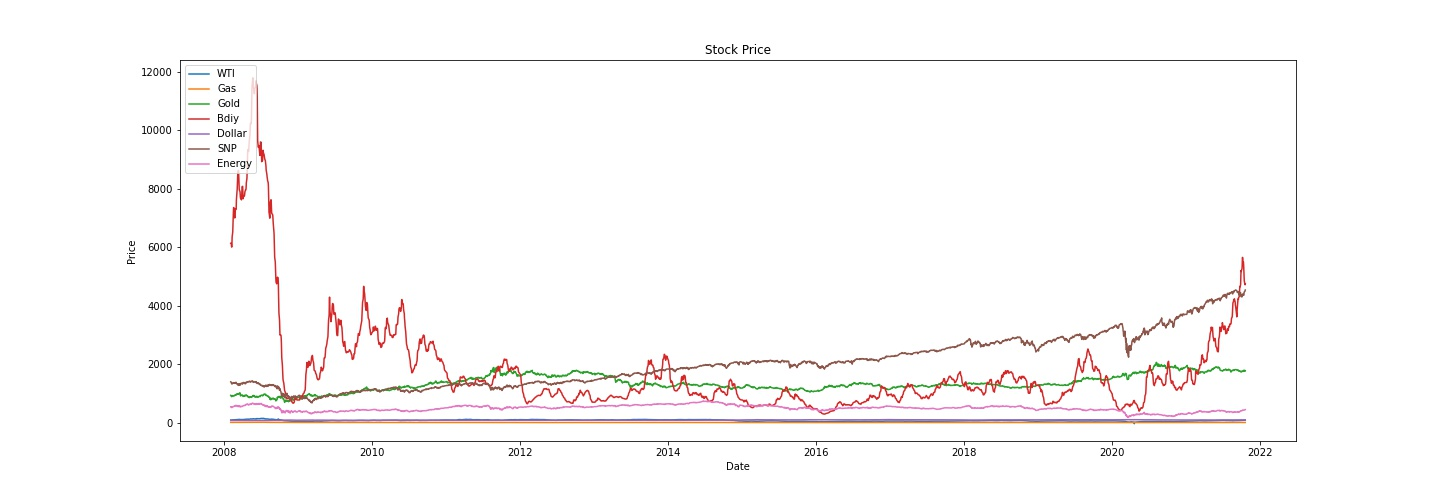 Stock Price
WTI
Gas
Gold
Bdiy
Dollar
SNP
Energy
12000
10000
8000
6000
4000
2000
0
Price
2008
2010
2012
2014
2016
2018
2020
2022
Date